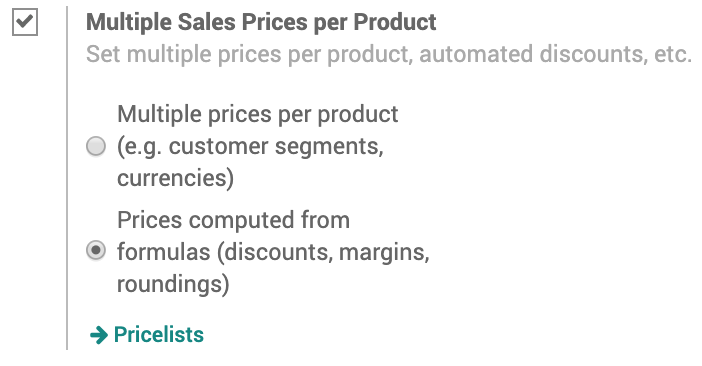 Multiple Sales Prices per Product
Set multiple prices per product, automated discounts, etc.
Multiple prices per product
(e.g. customer segments,
currencies)
Prices computed from
formulas (discounts, margins,
roundings)
Pricelists